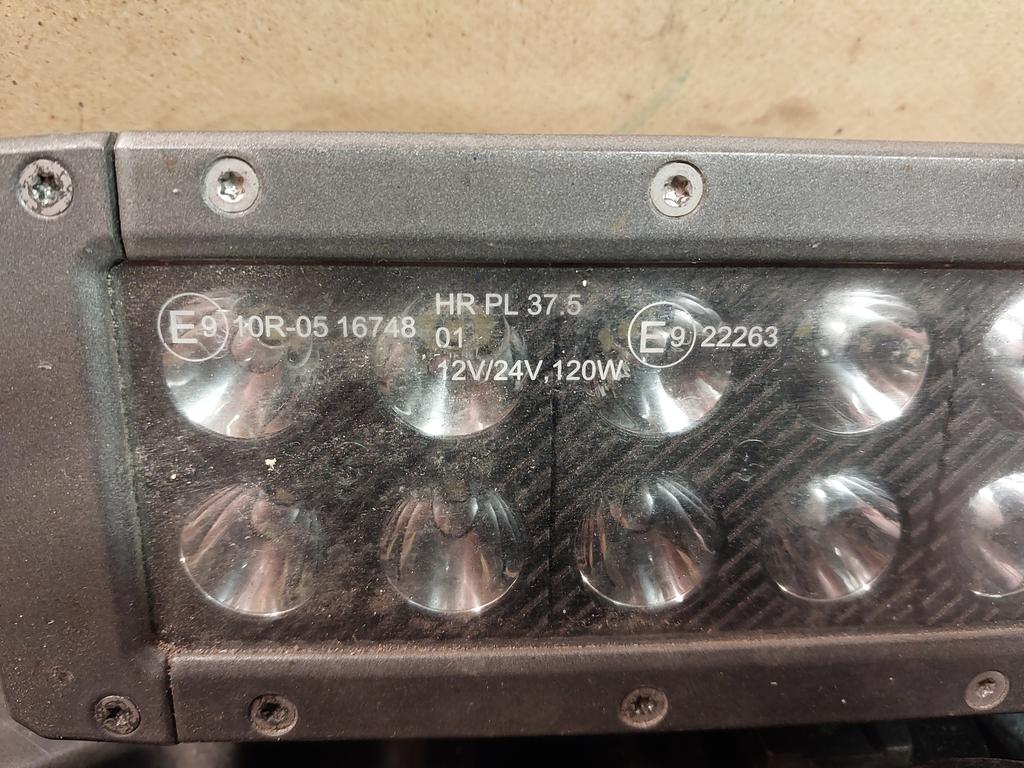 E9 10R-05 16748
HR PL 37.5
01
12V/24V,120W
E9 22263